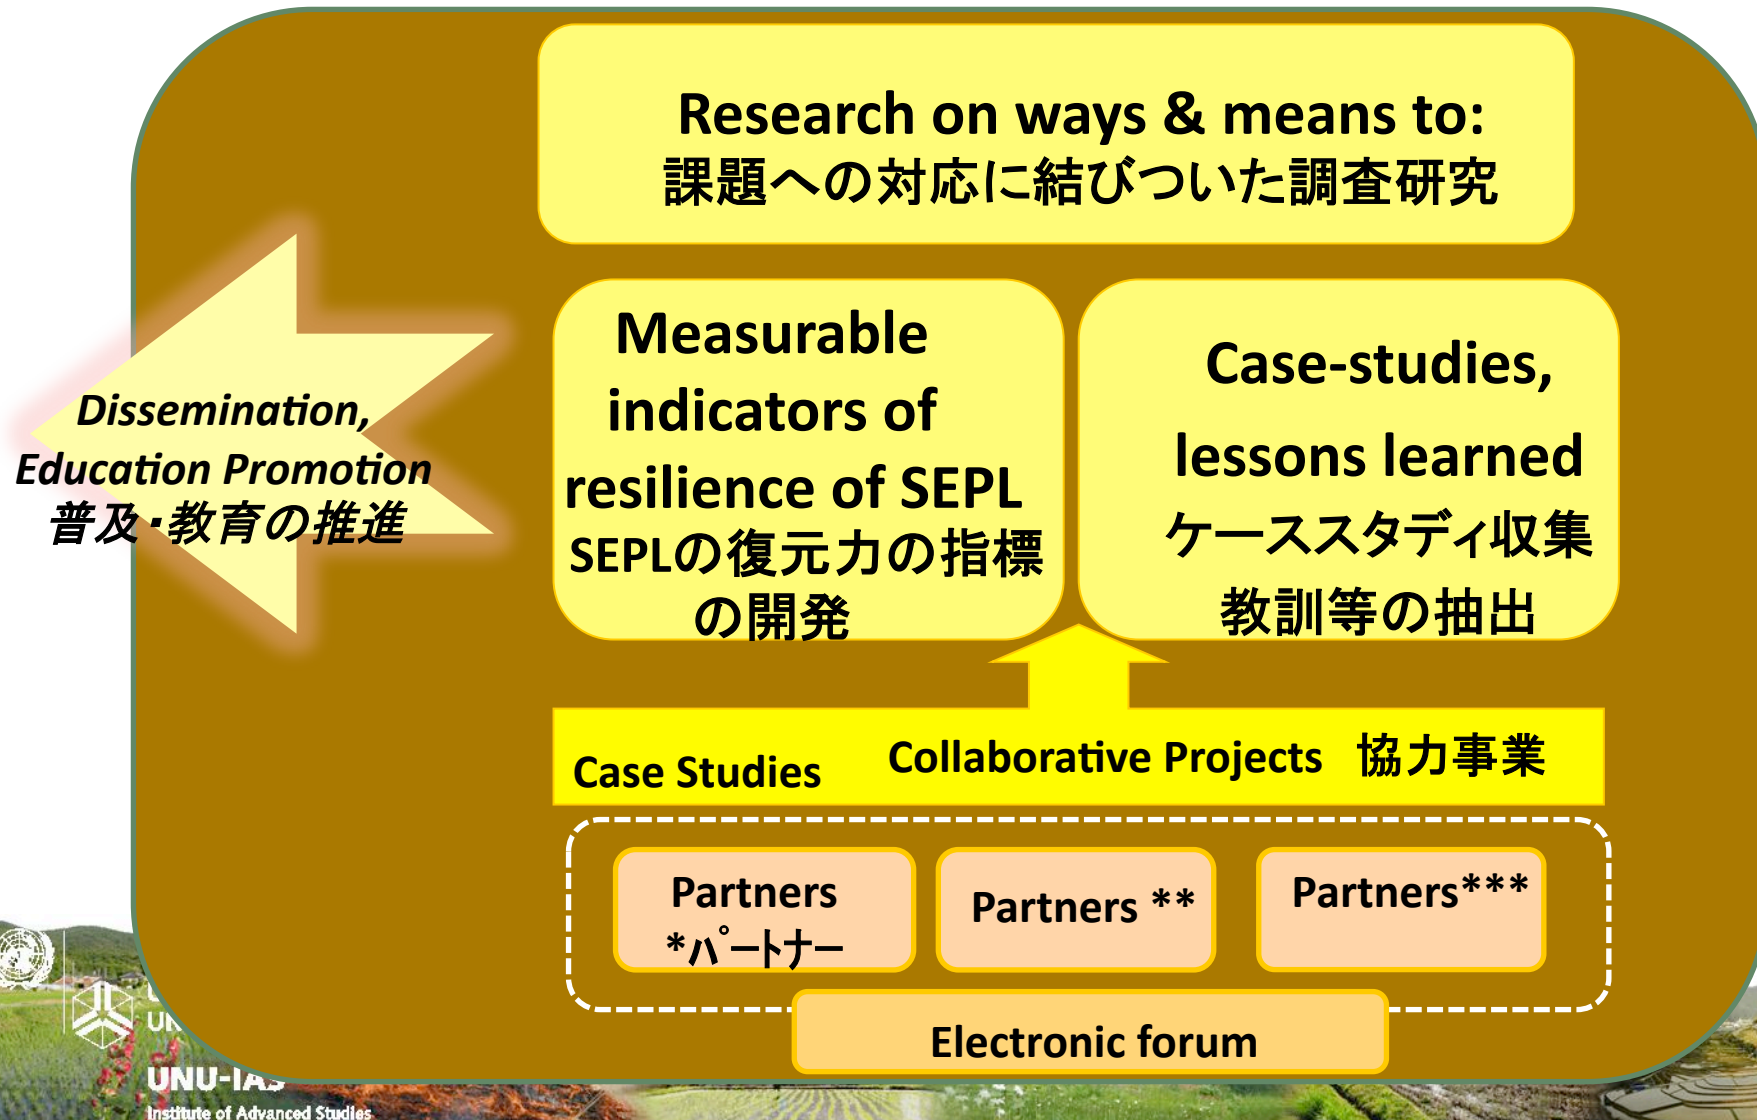 Research on ways & means to:
課題への対応に結びついた調査研究
Measurable
indicators of
resilience of SEPL
SEPLの復元力の指標
の開発
Case-studies,
lessons learned
ケーススタディ収集
教訓等の抽出
Dissemination,
Education Promotion
普及・教育の推進
Case Studies
Collaborative Projects 協力事業
Partners
*パートナー
Partners **
Partners***
Electronic forum
UNU-IAS
Institute of Advanced Studies